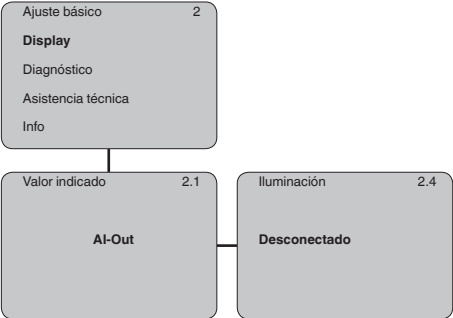 Ajuste básico 2
Display
Diagnóstico
Asistencia técnica
Info
Valor indicado 2.1
AI-Out
Iluminación 2.4
Desconectado